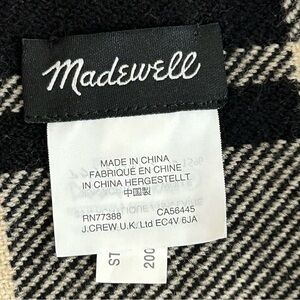 Madewell
MADE IN CHINA
FABRIQUÉ EN CHINE
IN CHINA HERGESTELLT
中国製
RN77388 CA56445
J.CREW U.K. Ltd EC4V 6JA
ST
200